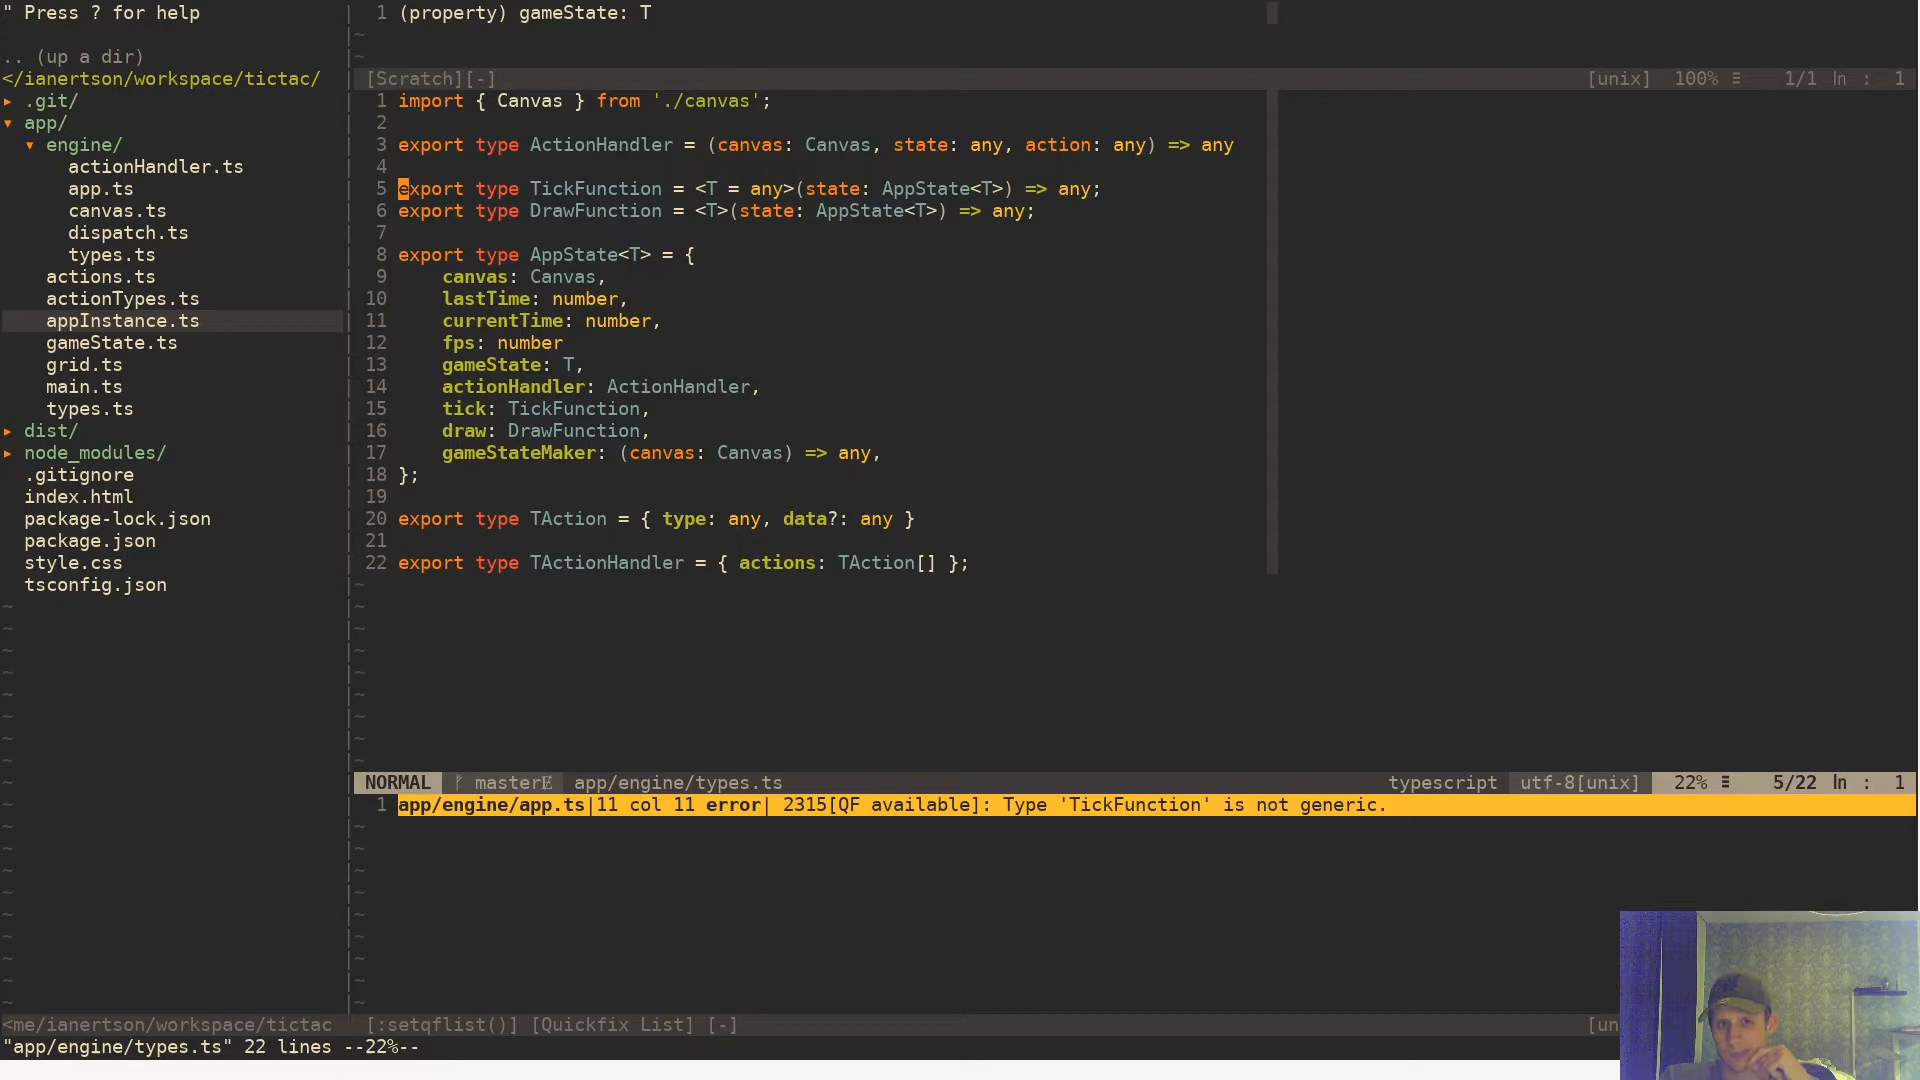 " Press ? for help
.. (up a dir)
</ianertson/workspace/tictac/
▸ .git/
▾ app/
▾ engine/
actionHandler.ts
app.ts
canvas.ts
dispatch.ts
types.ts
actions.ts
actionTypes.ts
appInstance.ts
gameState.ts
grid.ts
main.ts
types.ts
▸ dist/
▸ node_modules/
.gitignore
index.html
package-lock.json
package.json
style.css
tsconfig.json
<me/ianertson/workspace/tictac
1 (property) gameState: T
[Scratch][-] [unix] 100% ≡ 1/1 ln : 1
1 import { Canvas } from './canvas';
2
3 export type ActionHandler = (canvas: Canvas, state: any, action: any) => any
4
5 export type TickFunction = <T = any>(state: AppState<T>) => any;
6 export type DrawFunction = <T>(state: AppState<T>) => any;
7
8 export type AppState<T> = {
9 canvas: Canvas,
10 lastTime: number,
11 currentTime: number,
12 fps: number
13 gameState: T,
14 actionHandler: ActionHandler,
15 tick: TickFunction,
16 draw: DrawFunction,
17 gameStateMaker: (canvas: Canvas) => any,
18 };
19
20 export type TAction = { type: any, data?: any }
21
22 export type TActionHandler = { actions: TAction[] };
NORMAL master app/engine/types.ts typescript utf-8[unix] 22% ≡ 5/22 ln : 1
1 app/engine/app.ts|11 col 11 error| 2315[QF available]: Type 'TickFunction' is not generic.
[:setqflist()] [Quickfix List] [-] [un
"app/engine/types.ts" 22 lines --22%--